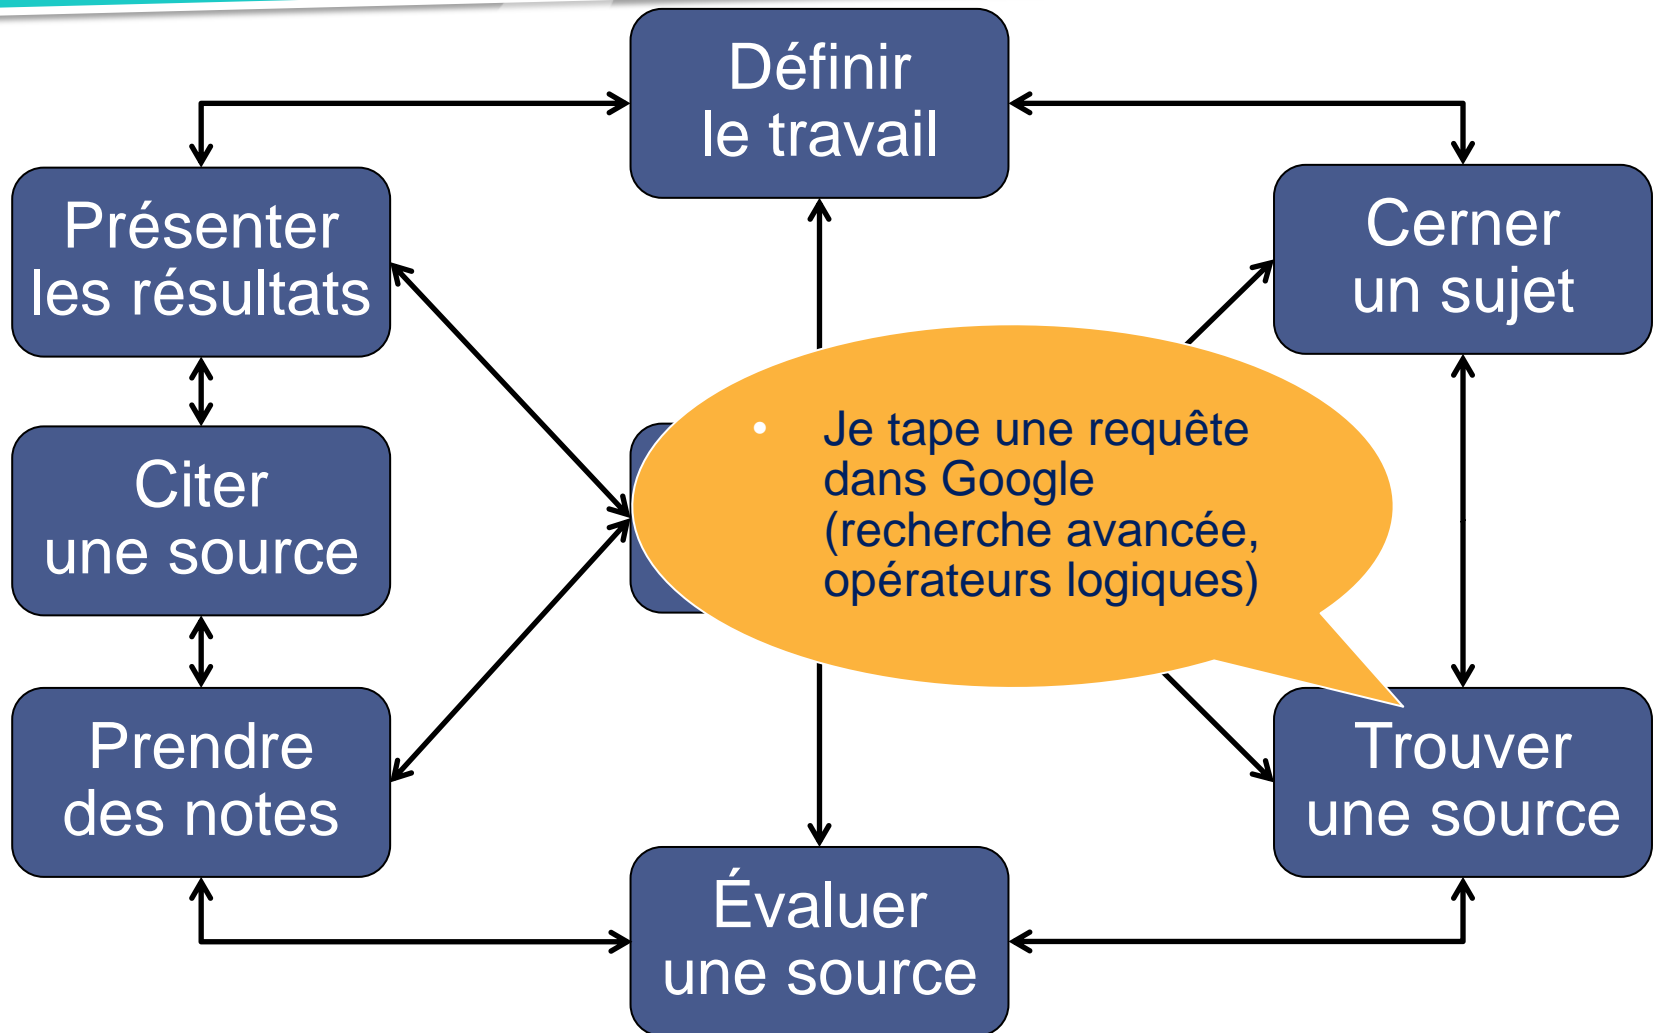 Définir
le travail
Présenter
les résultats
Cerner
un sujet
• Je tape une requête
dans Google
(recherche avancée,
opérateurs logiques)
Citer
une source
Prendre
des notes
Trouver
une source
Évaluer
une source